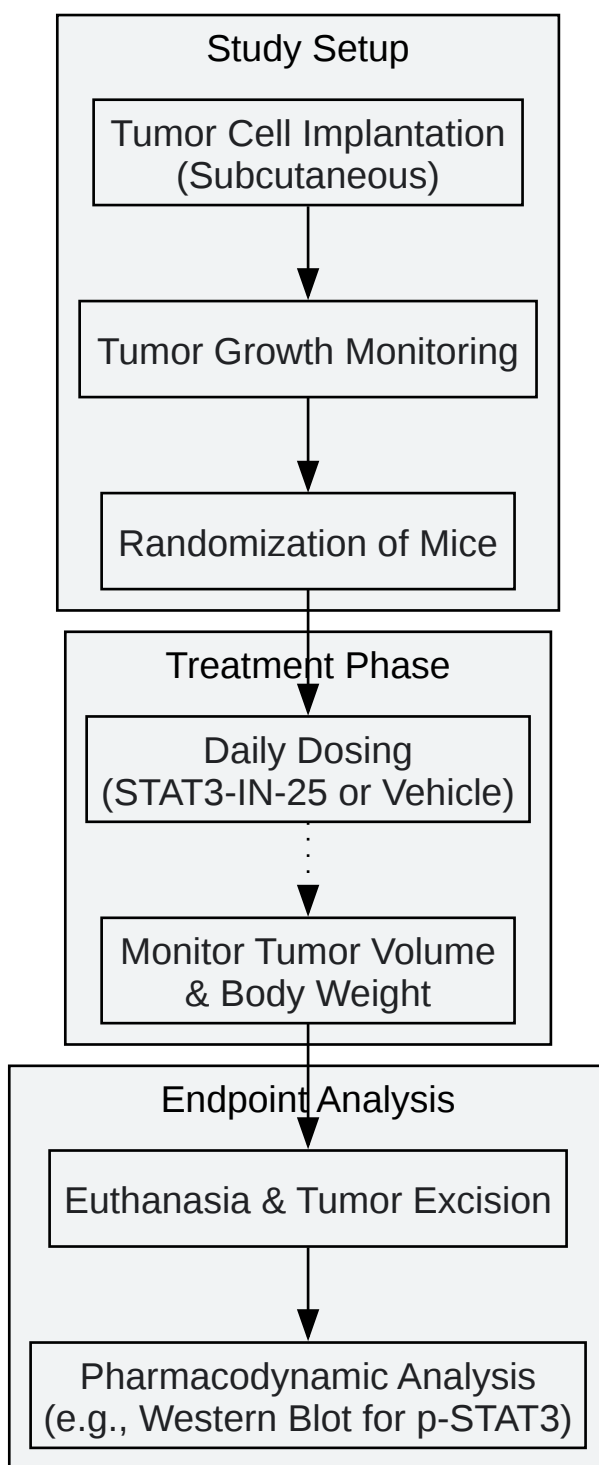 Study Setup
Tumor Cell Implantation
(Subcutaneous)
Tumor Growth Monitoring
Randomization of Mice
Treatment Phase
Daily Dosing
(STAT3-IN-25 or Vehicle)
Monitor Tumor Volume
& Body Weight
Endpoint Analysis
Euthanasia & Tumor Excision
Pharmacodynamic Analysis
(e.g., Western Blot for p-STAT3)